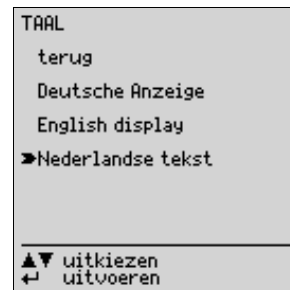 TAAL
terug
Deutsche Anzeige
English display
➤Nederlandse tekst
▲▼ uitkiezen
↵ uitvoeren